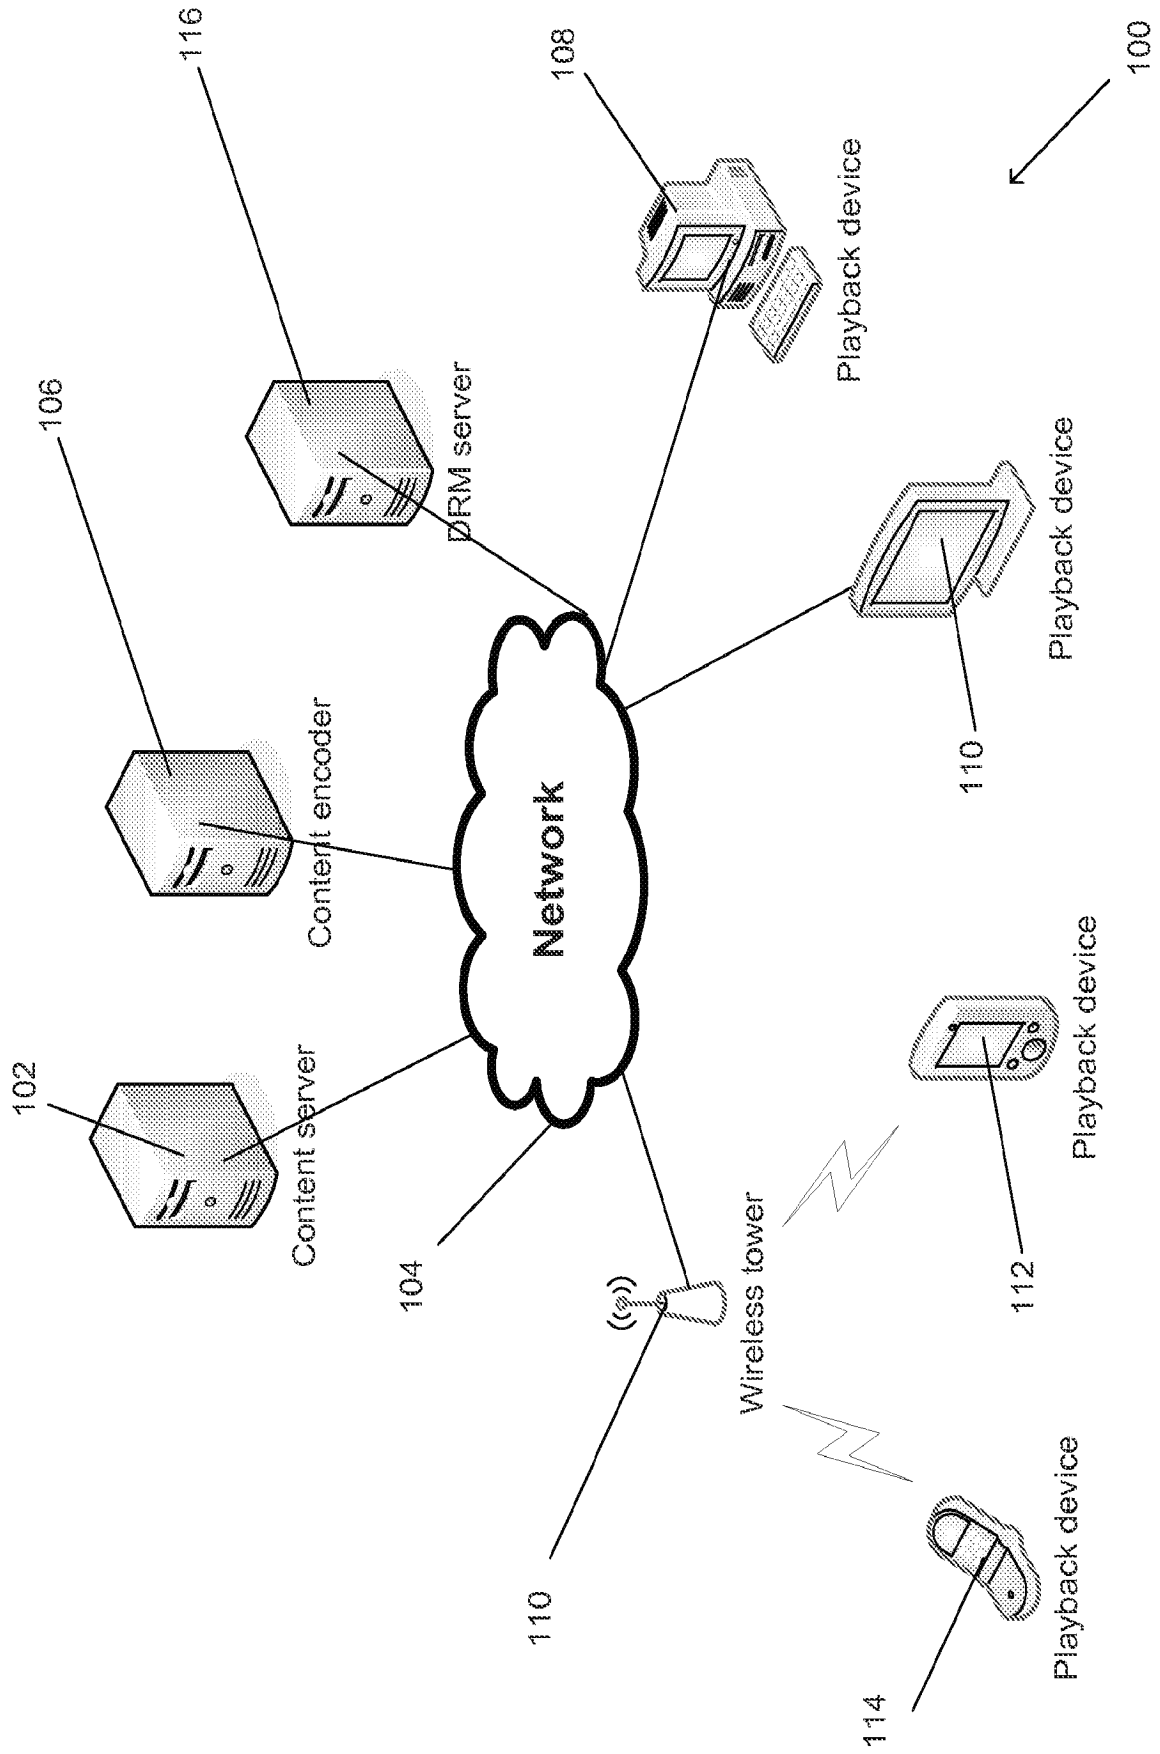 102
106
116
Content server
Content encoder
DRM server
104
Network
108
110
Wireless tower
Playback device
110
114
112
Playback device
Playback device
Playback device
100